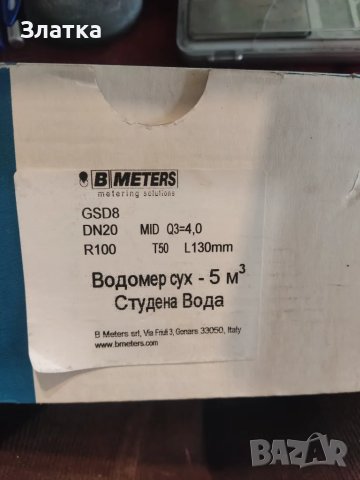 Златка
B METERS
metering solutions
GSD8
DN20 MID Q3=4,0
R100 T50 L130mm
Водомер сух - 5 м³
Студена Вода
B Meters srl, Via Friuli 3, Gonars 33050, Italy
www.bmeters.com
BAZAR